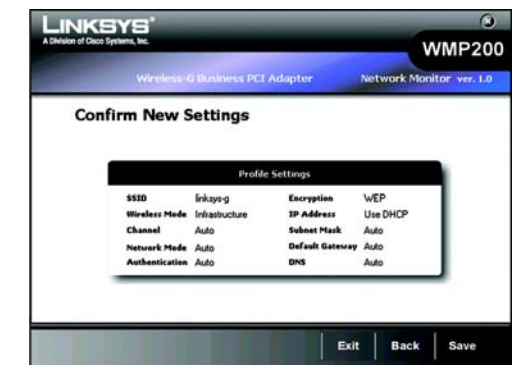 LINKSYS®
A Division of Cisco Systems, Inc.
WMP200
Wireless-G Business PCI Adapter Network Monitor ver. 1.0
Confirm New Settings
Profile Settings
SSID linksys-g Encryption WEP
Wireless Mode Infrastructure IP Address Use DHCP
Channel Auto Subnet Mask Auto
Network Mode Auto Default Gateway Auto
Authentication Auto DNS Auto
Exit Back Save